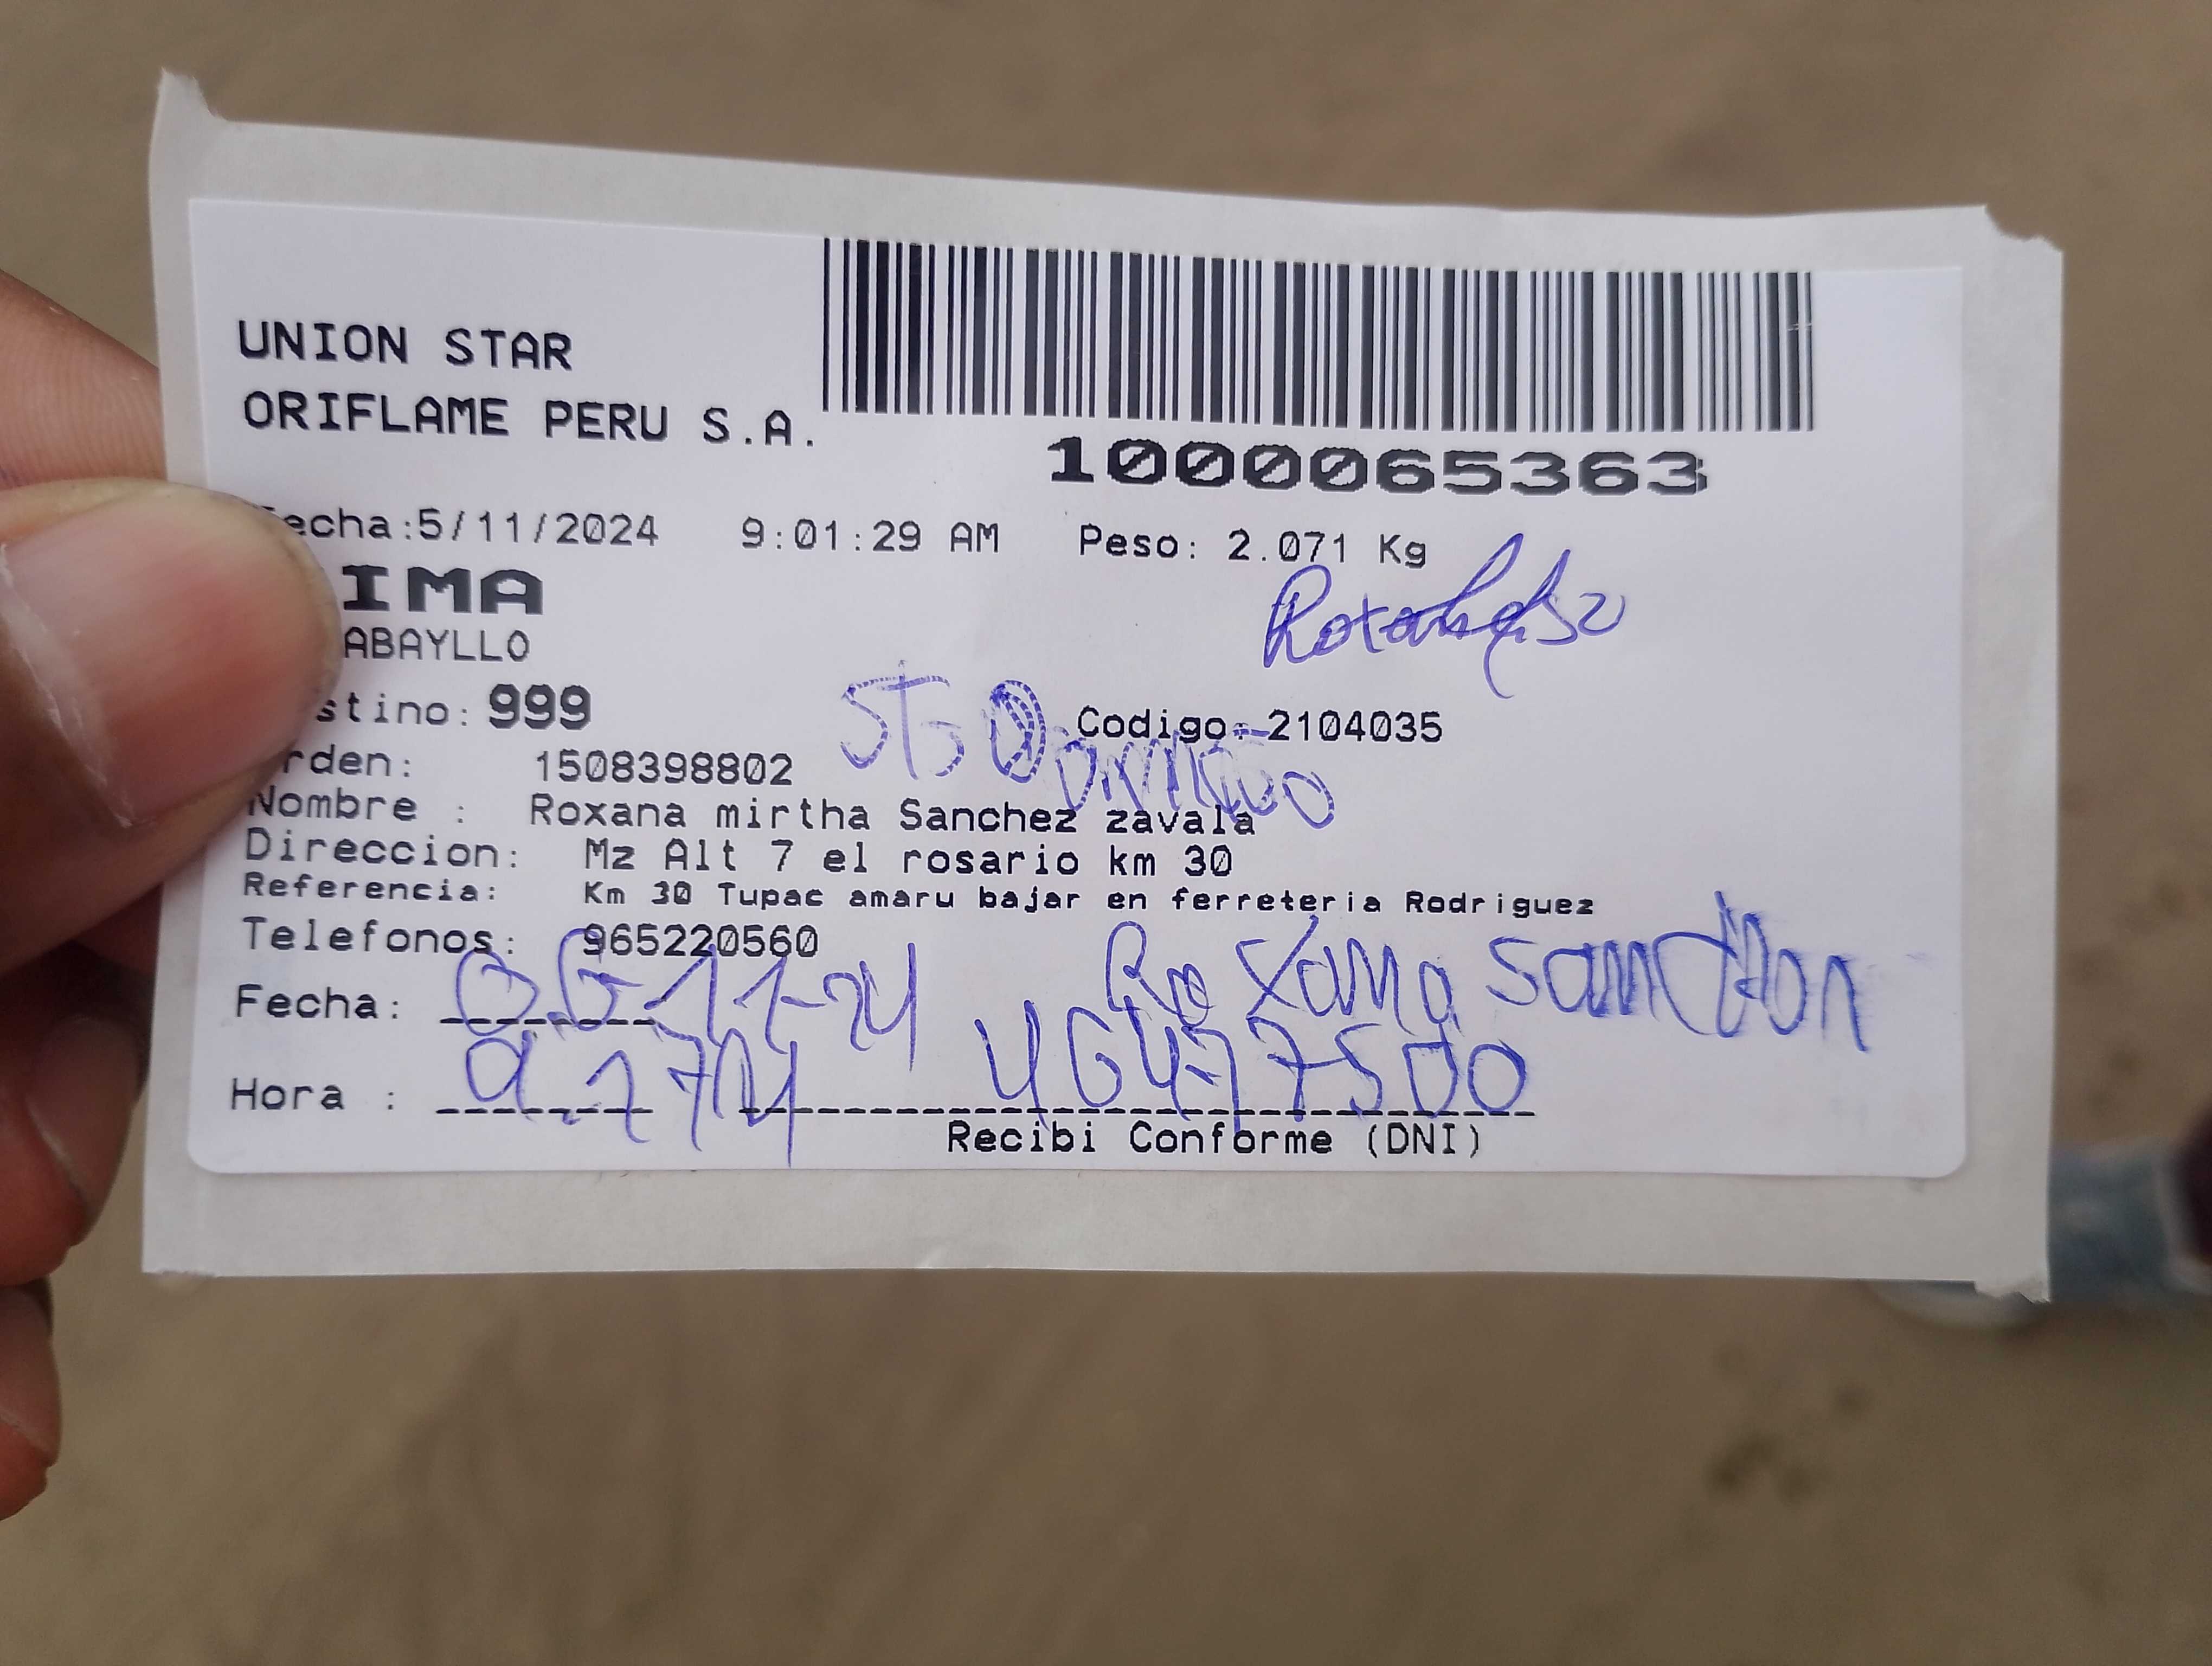 UNION STAR
ORIFLAME PERU S.A.
1000065363
echa:5/11/2024 9:01:29 AM Peso: 2.071 Kg
IMA
ABAYLLO
stino: 999 Codigo: 2104035
rden: 1508398802
Nombre : Roxana mirtha Sanchez zavala
Direccion: Mz Alt 7 el rosario km 30
Referencia: Km 30 Tupac amaru bajar en ferreteria Rodriguez
Telefonos: 965220560
Roxana
Fecha: 06-11-24
Hora :
Recibi Conforme (DNI)